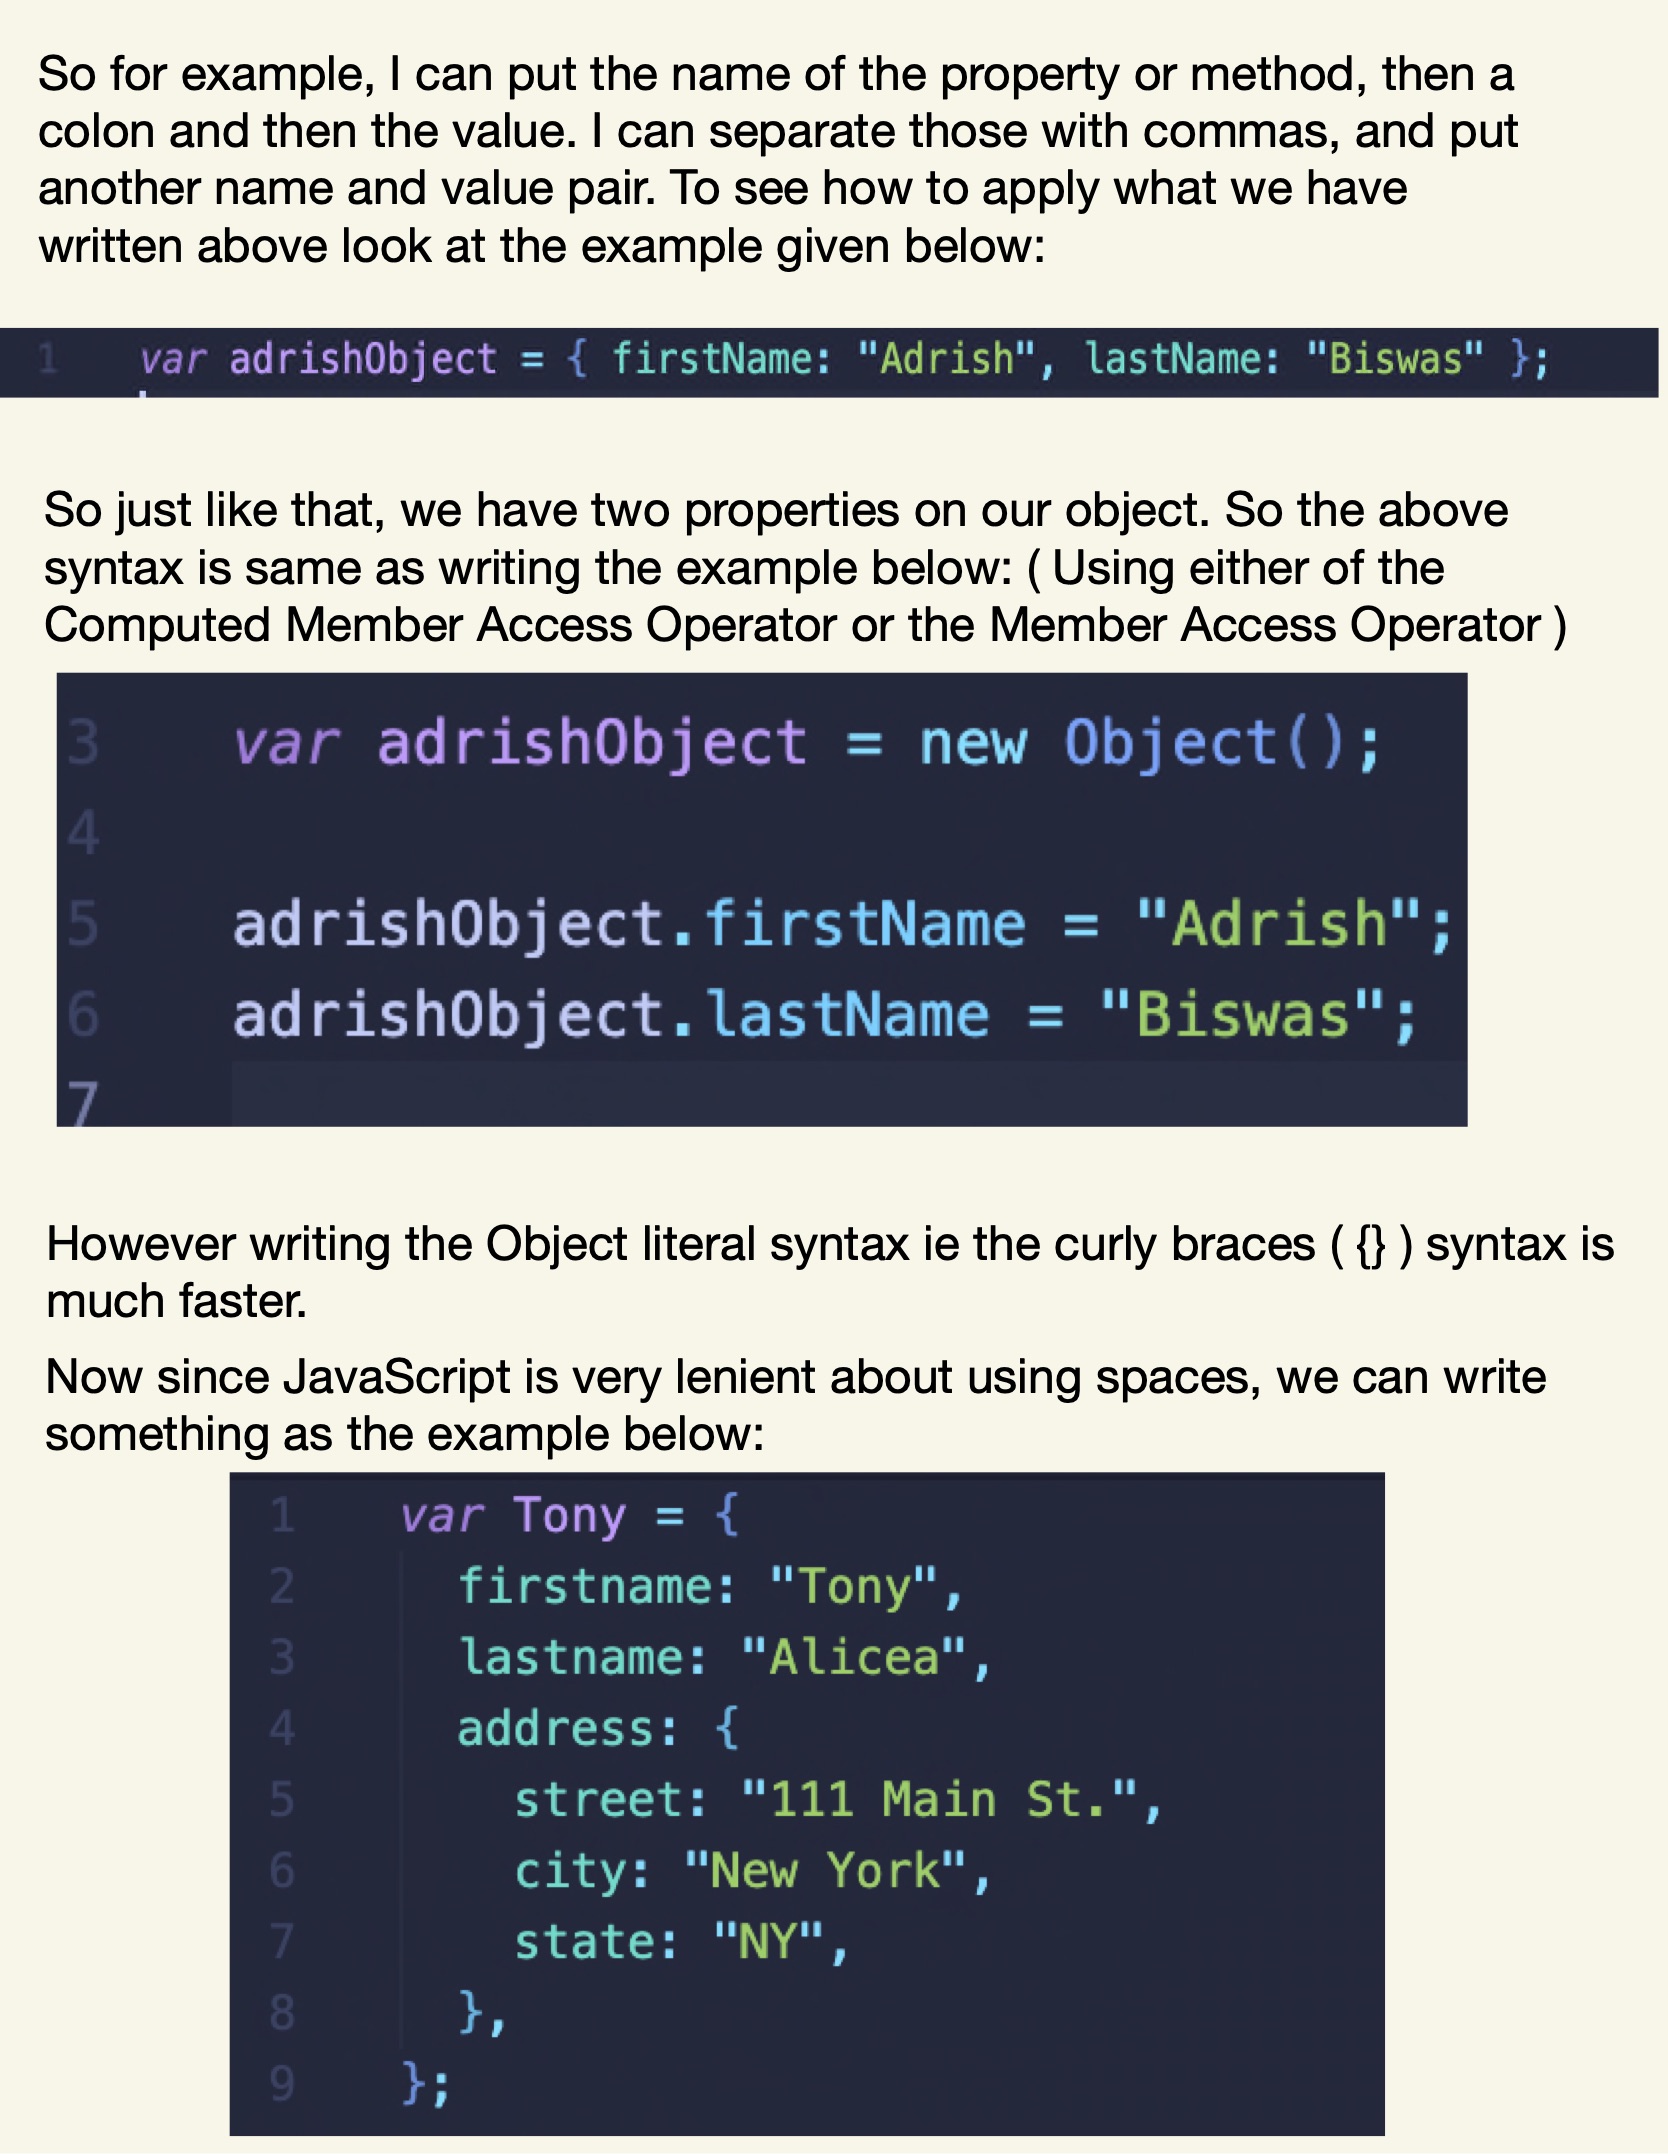 So for example, I can put the name of the property or method, then a
colon and then the value. I can separate those with commas, and put
another name and value pair. To see how to apply what we have
written above look at the example given below:
1 var adrishObject = { firstName: "Adrish", lastName: "Biswas" };
So just like that, we have two properties on our object. So the above
syntax is same as writing the example below: ( Using either of the
Computed Member Access Operator or the Member Access Operator )
3 var adrishObject = new Object();
4
5 adrishObject.firstName = "Adrish";
6 adrishObject.lastName = "Biswas";
7
However writing the Object literal syntax ie the curly braces ( {} ) syntax is
much faster.
Now since JavaScript is very lenient about using spaces, we can write
something as the example below:
1 var Tony = {
2 firstname: "Tony",
3 lastname: "Alicea",
4 address: {
5 street: "111 Main St.",
6 city: "New York",
7 state: "NY",
8 },
9 };